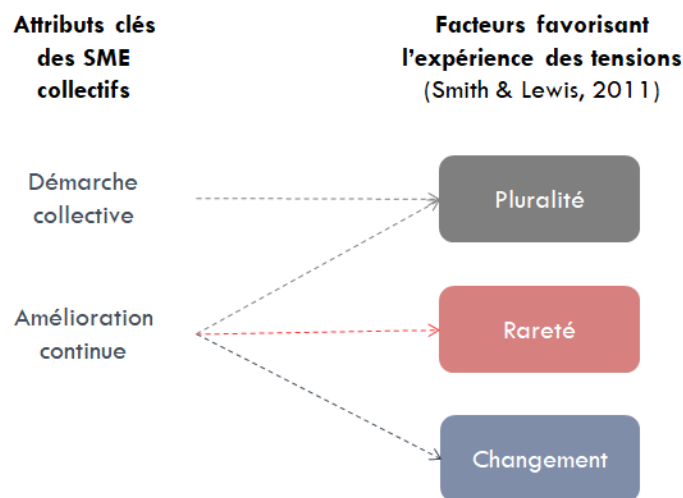 Attributs clés
des SME
collectifs
Facteurs favorisant
l'expérience des tensions
(Smith & Lewis, 2011)
Démarche
collective
Pluralité
Amélioration
continue
Rareté
Changement